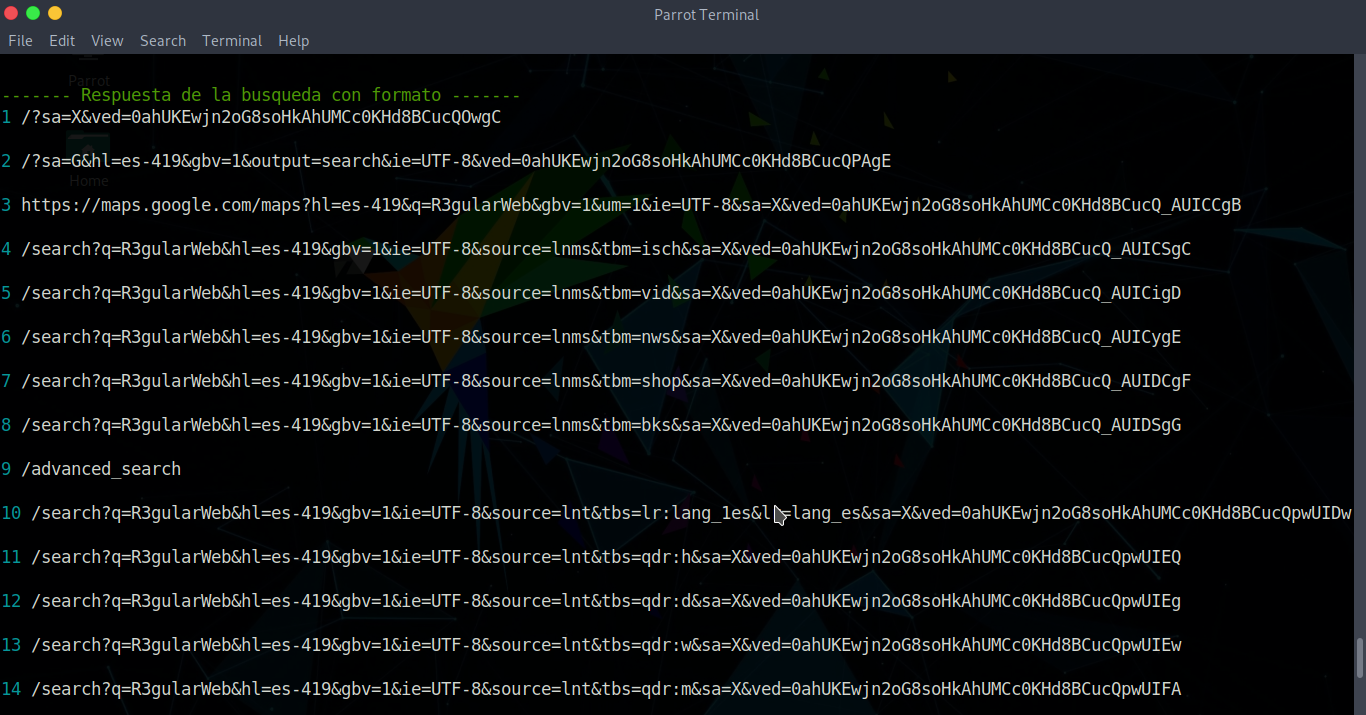 Parrot Terminal
File Edit View Search Terminal Help
Parrot
------- Respuesta de la busqueda con formato -------
1 /?sa=X&ved=0ahUKEwjn2oG8soHkAhUMCc0KHd8BCucQOwgC
2 /?sa=G&hl=es-419&gbv=1&output=search&ie=UTF-8&ved=0ahUKEwjn2oG8soHkAhUMCc0KHd8BCucQPAgE
Home
3 https://maps.google.com/maps?hl=es-419&q=R3gularWeb&gbv=1&um=1&ie=UTF-8&sa=X&ved=0ahUKEwjn2oG8soHkAhUMCc0KHd8BCucQ_AUICCgB
4 /search?q=R3gularWeb&hl=es-419&gbv=1&ie=UTF-8&source=lnms&tbm=isch&sa=X&ved=0ahUKEwjn2oG8soHkAhUMCc0KHd8BCucQ_AUICSgC
5 /search?q=R3gularWeb&hl=es-419&gbv=1&ie=UTF-8&source=lnms&tbm=vid&sa=X&ved=0ahUKEwjn2oG8soHkAhUMCc0KHd8BCucQ_AUICigD
6 /search?q=R3gularWeb&hl=es-419&gbv=1&ie=UTF-8&source=lnms&tbm=nws&sa=X&ved=0ahUKEwjn2oG8soHkAhUMCc0KHd8BCucQ_AUICygE
7 /search?q=R3gularWeb&hl=es-419&gbv=1&ie=UTF-8&source=lnms&tbm=shop&sa=X&ved=0ahUKEwjn2oG8soHkAhUMCc0KHd8BCucQ_AUIDCgF
8 /search?q=R3gularWeb&hl=es-419&gbv=1&ie=UTF-8&source=lnms&tbm=bks&sa=X&ved=0ahUKEwjn2oG8soHkAhUMCc0KHd8BCucQ_AUIDSgG
9 /advanced_search
10 /search?q=R3gularWeb&hl=es-419&gbv=1&ie=UTF-8&source=lnt&tbs=lr:lang_1es&l =lang_es&sa=X&ved=0ahUKEwjn2oG8soHkAhUMCc0KHd8BCucQpwUIDw
11 /search?q=R3gularWeb&hl=es-419&gbv=1&ie=UTF-8&source=lnt&tbs=qdr:h&sa=X&ved=0ahUKEwjn2oG8soHkAhUMCc0KHd8BCucQpwUIEQ
12 /search?q=R3gularWeb&hl=es-419&gbv=1&ie=UTF-8&source=lnt&tbs=qdr:d&sa=X&ved=0ahUKEwjn2oG8soHkAhUMCc0KHd8BCucQpwUIEg
13 /search?q=R3gularWeb&hl=es-419&gbv=1&ie=UTF-8&source=lnt&tbs=qdr:w&sa=X&ved=0ahUKEwjn2oG8soHkAhUMCc0KHd8BCucQpwUIEw
14 /search?q=R3gularWeb&hl=es-419&gbv=1&ie=UTF-8&source=lnt&tbs=qdr:m&sa=X&ved=0ahUKEwjn2oG8soHkAhUMCc0KHd8BCucQpwUIFA